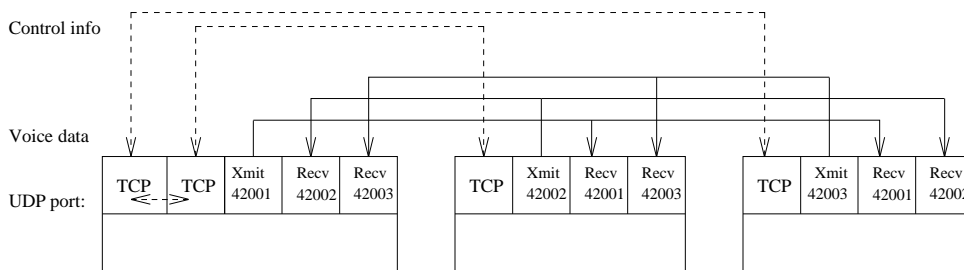 Control info
Voice data
UDP port:
TCP
TCP
Xmit
42001
Recv
42002
Recv
42003
TCP
Xmit
42002
Recv
42001
Recv
42003
TCP
Xmit
42003
Recv
42001
Recv
42002